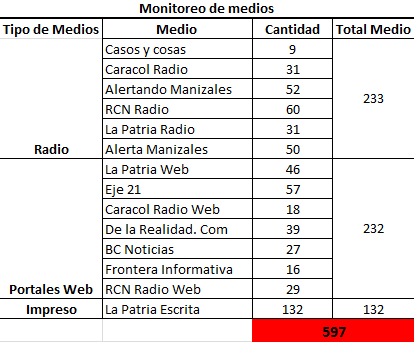 Monitoreo de medios
Tipo de Medios Medio Cantidad Total Medio
Casos y cosas 9
Caracol Radio 31
Alertando Manizales 52
RCN Radio 60
La Patria Radio 31
Alerta Manizales 50
Radio 233
La Patria Web 46
Eje 21 57
Caracol Radio Web 18
De la Realidad. Com 39
BC Noticias 27
Frontera Informativa 16
RCN Radio Web 29
Portales Web 232
Impreso La Patria Escrita 132 132
597